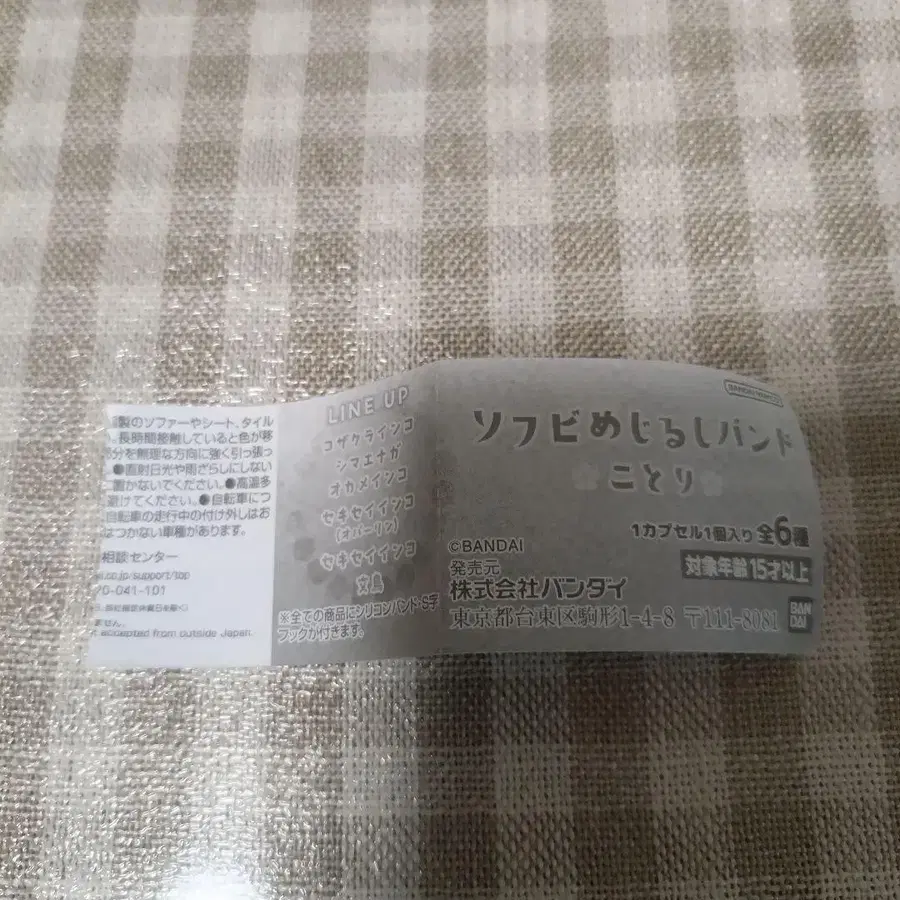 製のソファーやシート、タイル
長時間接触していると色が移
分を無理な方向に強く引っ張っ
●直射日光や雨ざらしにしない
置かないでください。●高温多
避けてください。●自転車につ
自転車の走行中の付け外しはお
はつかない車種があります。
相談センター
.co.jp/support/top
70-041-101
ません。
accepted from outside Japan.
LINE UP
コザクラインコ
シマエナガ
オカメインコ
セキセイインコ
(オパーリン)
セキセイインコ
文鳥
※全ての商品にシリコンバンド・S字
フックが付きます。
BANDAI NAMCO
ソフビめじるしバンド
ことり
1カプセル1個入り 全6種
対象年齢 15才以上
©BANDAI
発売元
株式会社バンダイ
東京都台東区駒形1-4-8 〒111-8081
BAN
DAI